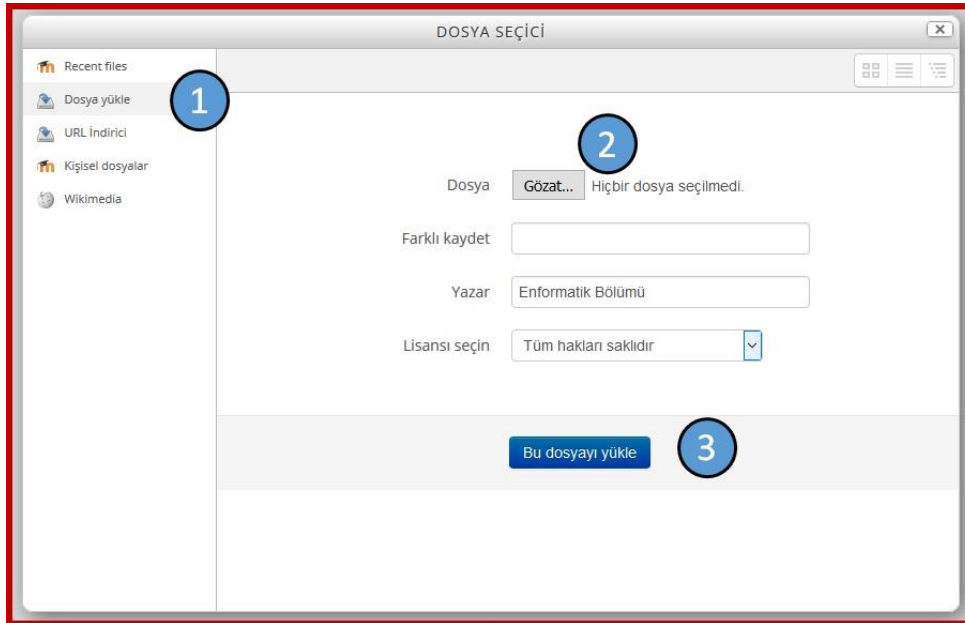 DOSYA SEÇİCİ
x
Recent files
Dosya yükle
1
URL İndirici
Kişisel dosyalar
Wikimedia
2
Dosya Gözat... Hiçbir dosya seçilmedi.
Farklı kaydet
Yazar Enformatik Bölümü
Lisansı seçin Tüm hakları saklıdır
Bu dosyayı yükle 3